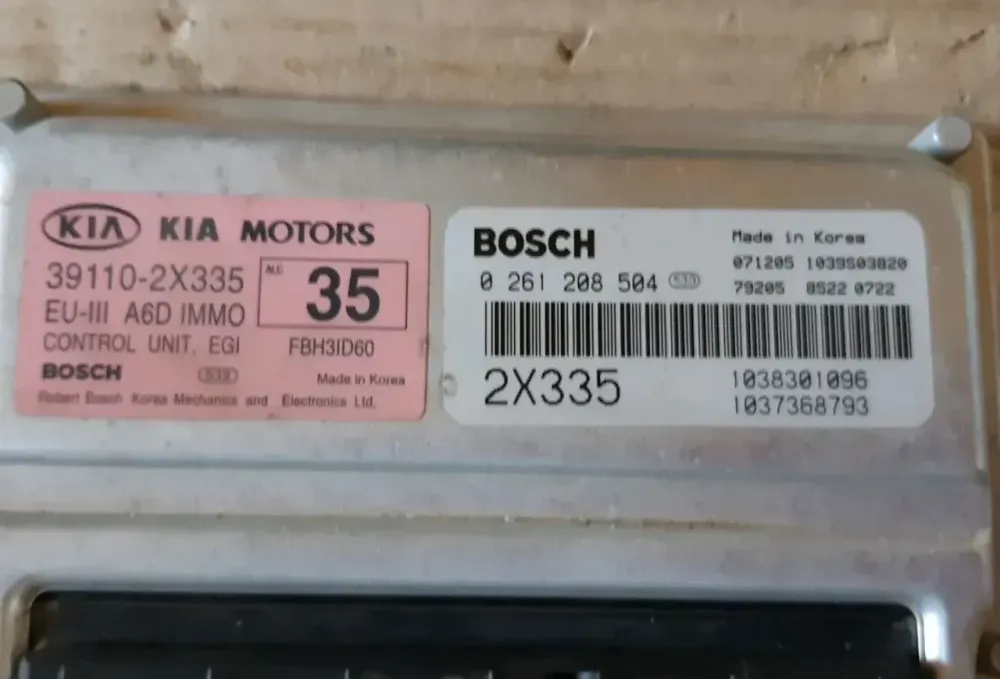 KIA KIA MOTORS
39110-2X335
ALC 35
EU-III A6D IMMO
CONTROL UNIT. EGI FBH3ID60
BOSCH Made in Korea
Robert Bosch Korea Mechanics and Electronics Ltd.
BOSCH
Made in Korea
0 261 208 504
071205 1039S03820
79205 8522 0722
2X335
1038301096
1037368793